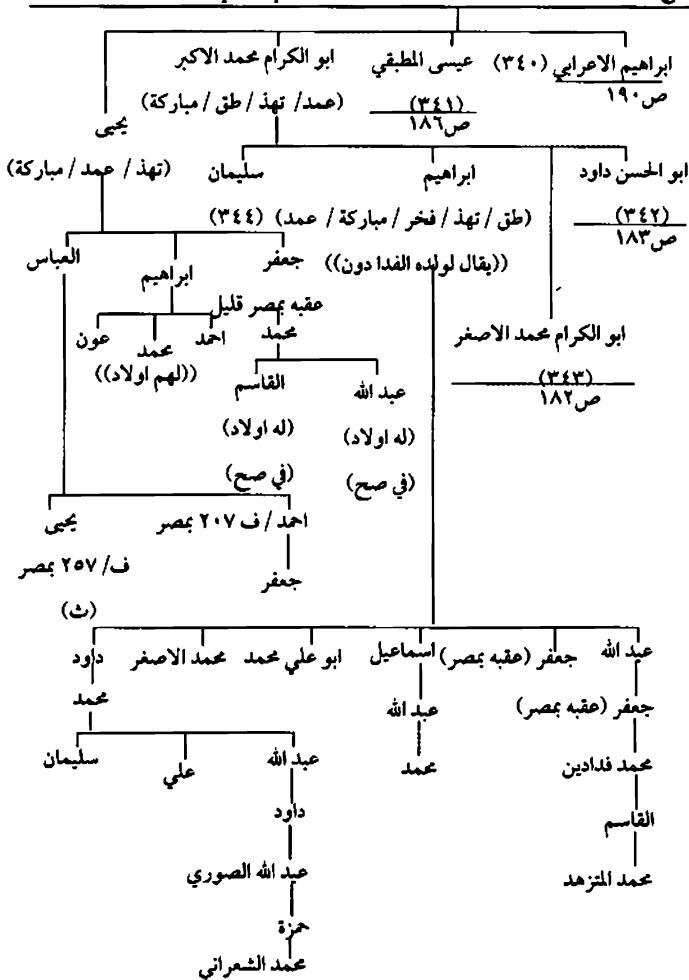 ابراهيم الاعرابي (٣٤٠) عيسى المطبقي ابو الكرام محمد الاكبر
ص١٩٠
(عمد/ تهذ/ طق/ مباركة)
(٣٤١)
ص١٨٦
يحيى
(تهذ/ عمد/ مباركة)
ابو الحسن داود ابراهيم سليمان
(٣٤٢)
ص١٨٣
(طق/ تهذ/ فخر/ مباركة/ عمد) (٣٤٤)
((يقال لولده الفدادون))
جعفر ابراهيم العباس
عقبه بمصر قليل
ابو الكرام محمد الاصغر
(٣٤٣)
ص١٨٢
محمد احمد محمد عون
((لهم اولاد))
عبد الله القاسم
(له اولاد) (له اولاد)
(في صح) (في صح)
احمد/ ف ٢٠٧ بمصر يحيى
ف/ ٢٥٧ بمصر
جعفر
(ث)
عبد الله جعفر (عقبه بمصر) اسماعيل ابو علي محمد محمد الاصغر داود
جعفر (عقبه بمصر) عبد الله محمد
محمد فدادين محمد عبد الله علي سليمان
القاسم داود
محمد المتزهد عبد الله الصوري
حمزة
محمد الشعراني